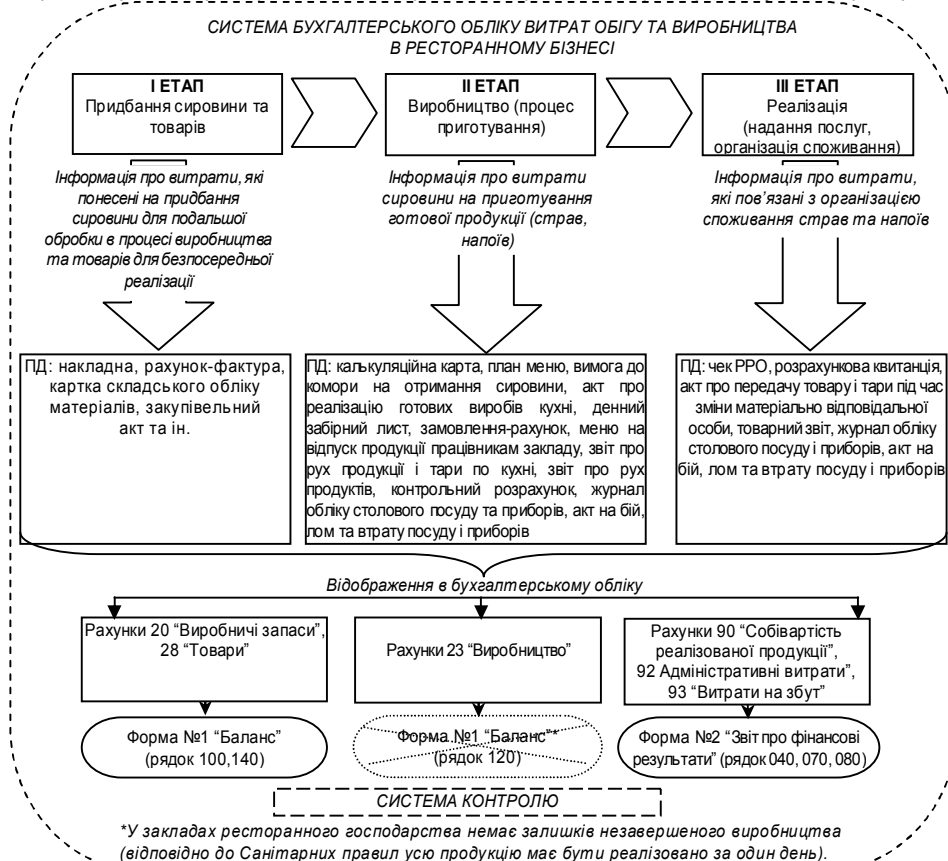 СИСТЕМА БУХГАЛТЕРСЬКОГО ОБЛІКУ ВИТРАТ ОБІГУ ТА ВИРОБНИЦТВА
В РЕСТОРАННОМУ БІЗНЕСІ
І ЕТАП
Придбання сировини та
товарів
ІІ ЕТАП
Виробництво (процес
приготування)
ІІІ ЕТАП
Реалізація
(надання послуг,
організація споживання)
Інформація про витрати, які
понесені на придбання
сировини для подальшої
обробки в процесі виробництва
та товарів для безпосередньої
реалізації
Інформація про витрати
сировини на приготування
готової продукції (страв,
напоїв)
Інформація про витрати,
які пов’язані з організацією
споживання страв та напоїв
ПД: накладна, рахунок-фактура,
картка складського обліку
матеріалів, закупівельний
акт та ін.
ПД: калькуляційна карта, план меню, вимога до
комори на отримання сировини, акт про
реалізацію готових виробів кухні, денний
забірний лист, замовлення-рахунок, меню на
відпуск продукції працівникам закладу, звіт про
рух продукції і тари по кухні, звіт про рух
продуктів, контрольний розрахунок, журнал
обліку столового посуду та приборів, акт на бій,
лом та втрату посуду і приборів
ПД: чек РРО, розрахункова квитанція,
акт про передачу товару і тари під час
зміни матеріально відповідальної
особи, товарний звіт, журнал обліку
столового посуду і приборів, акт на
бій, лом та втрату посуду і приборів
Відображення в бухгалтерському обліку
Рахунки 20 “Виробничі запаси”,
28 “Товари”
Рахунки 23 “Виробництво”
Рахунки 90 “Собівартість
реалізованої продукції”,
92 Адміністративні витрати”,
93 “Витрати на збут”
Форма №1 “Баланс”
(рядок 100,140)
Форма №1 “Баланс”*
(рядок 120)
Форма №2 “Звіт про фінансові
результати” (рядок 040, 070, 080)
СИСТЕМА КОНТРОЛЮ
*У закладах ресторанного господарства немає залишків незавершеного виробництва
(відповідно до Санітарних правил усю продукцію має бути реалізовано за один день).